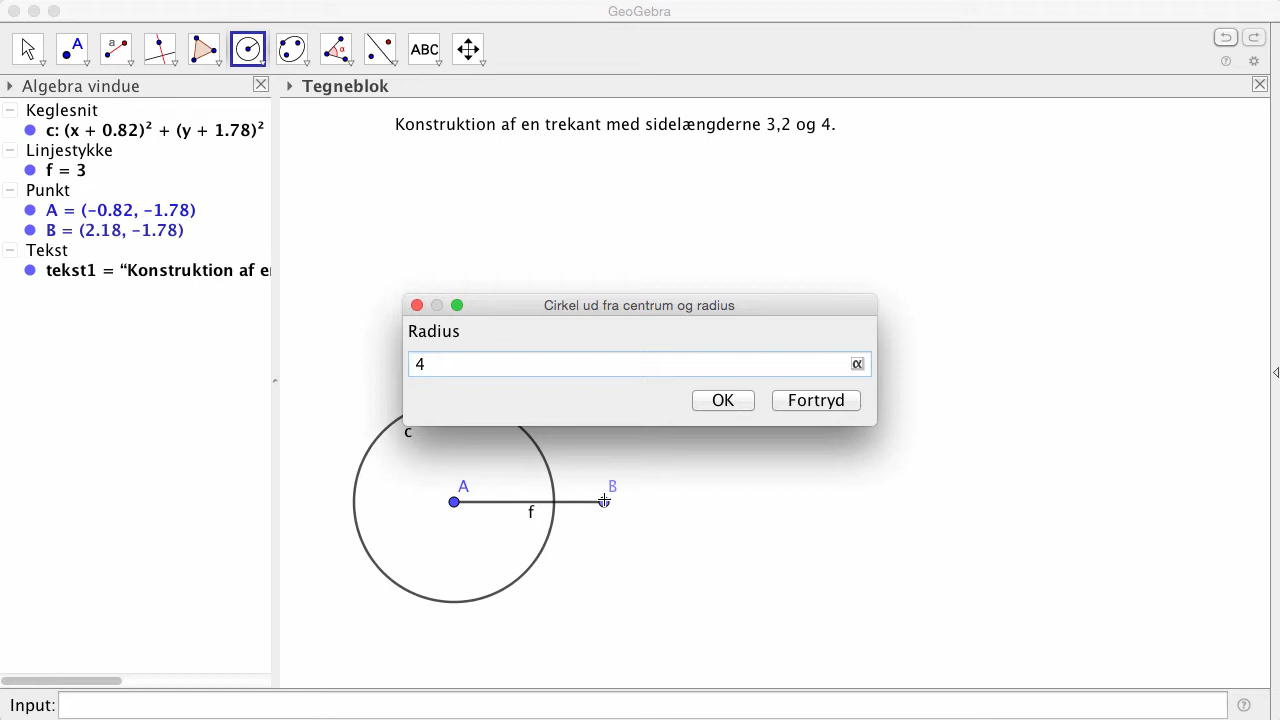 GeoGebra
A
a
α
ABC
Algebra vindue
Tegneblok
Keglesnit
c: (x + 0.82)² + (y + 1.78)²
Linjestykke
f = 3
Punkt
A = (-0.82, -1.78)
B = (2.18, -1.78)
Tekst
tekst1 = "Konstruktion af e
Konstruktion af en trekant med sidelængderne 3,2 og 4.
Cirkel ud fra centrum og radius
Radius
4
α
OK
Fortryd
c
A
B
f
Input: